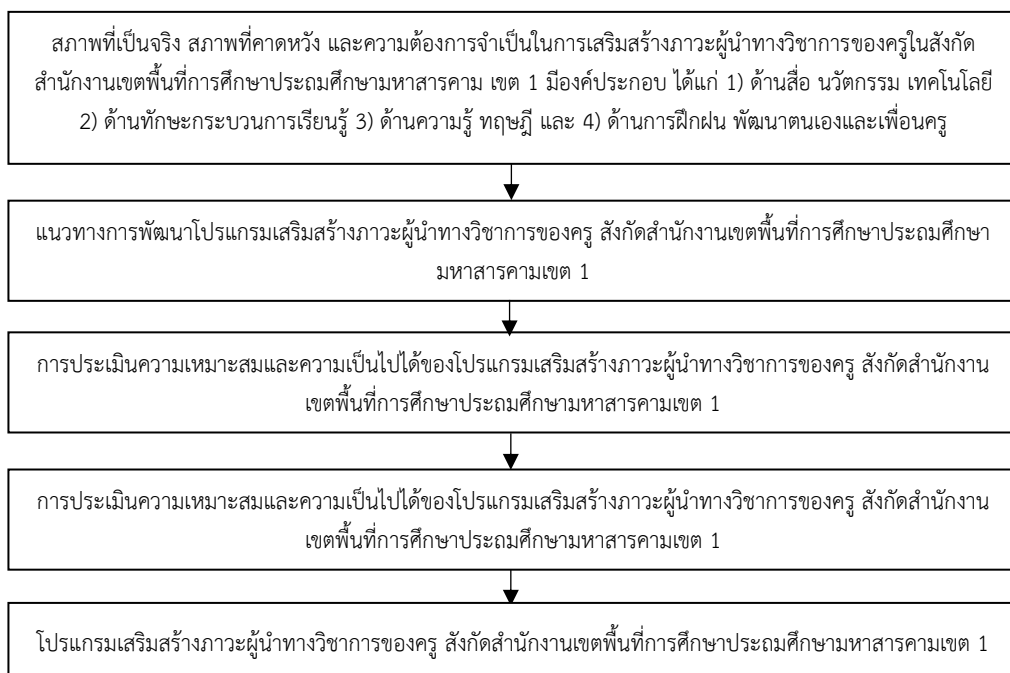 สภาพที่เป็นจริง สภาพที่คาดหวัง และความต้องการจำเป็นในการเสริมสร้างภาวะผู้นำทางวิชาการของครูในสังกัด
สำนักงานเขตพื้นที่การศึกษาประถมศึกษามหาสารคาม เขต 1 มีองค์ประกอบ ได้แก่ 1) ด้านสื่อ นวัตกรรม เทคโนโลยี
2) ด้านทักษะกระบวนการเรียนรู้ 3) ด้านความรู้ ทฤษฎี และ 4) ด้านการฝึกฝน พัฒนาตนเองและเพื่อนครู
แนวทางการพัฒนาโปรแกรมเสริมสร้างภาวะผู้นำทางวิชาการของครู สังกัดสำนักงานเขตพื้นที่การศึกษาประถมศึกษา
มหาสารคามเขต 1
การประเมินความเหมาะสมและความเป็นไปได้ของโปรแกรมเสริมสร้างภาวะผู้นำทางวิชาการของครู สังกัดสำนักงาน
เขตพื้นที่การศึกษาประถมศึกษามหาสารคามเขต 1
การประเมินความเหมาะสมและความเป็นไปได้ของโปรแกรมเสริมสร้างภาวะผู้นำทางวิชาการของครู สังกัดสำนักงาน
เขตพื้นที่การศึกษาประถมศึกษามหาสารคามเขต 1
โปรแกรมเสริมสร้างภาวะผู้นำทางวิชาการของครู สังกัดสำนักงานเขตพื้นที่การศึกษาประถมศึกษามหาสารคามเขต 1